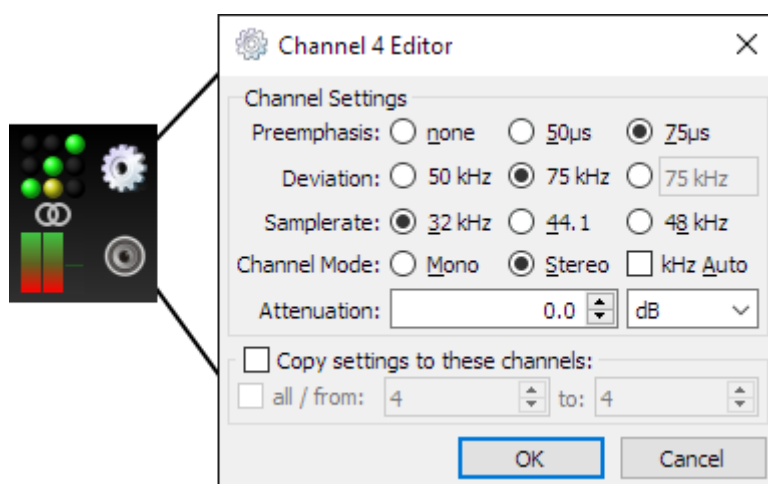 Channel 4 Editor
Channel Settings
Preemphasis: none 50µs 75µs
Deviation: 50 kHz 75 kHz 75 kHz
Samplerate: 32 kHz 44.1 48 kHz
Channel Mode: Mono Stereo kHz Auto
Attenuation: 0.0 dB
Copy settings to these channels:
all / from: 4 to: 4
OK Cancel